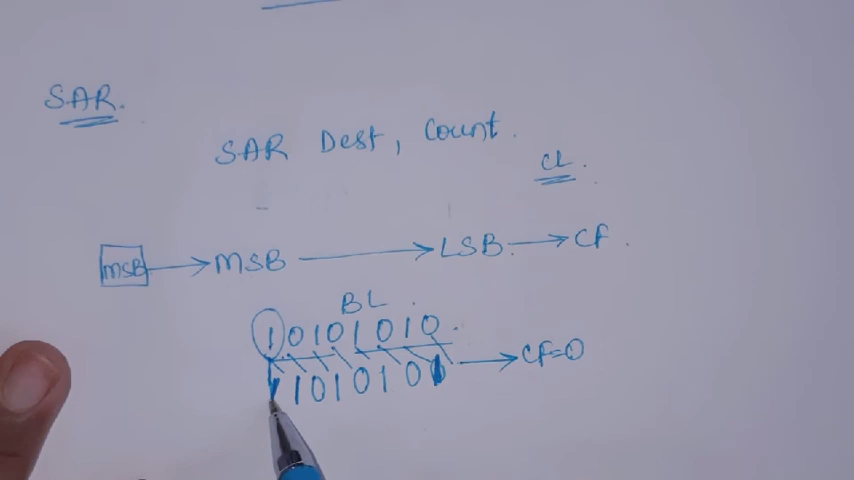 SAR.
SAR Dest, Count.
CL.
MSB → MSB → LSB → CF.
BL.
10101010. → CF=0
11010101